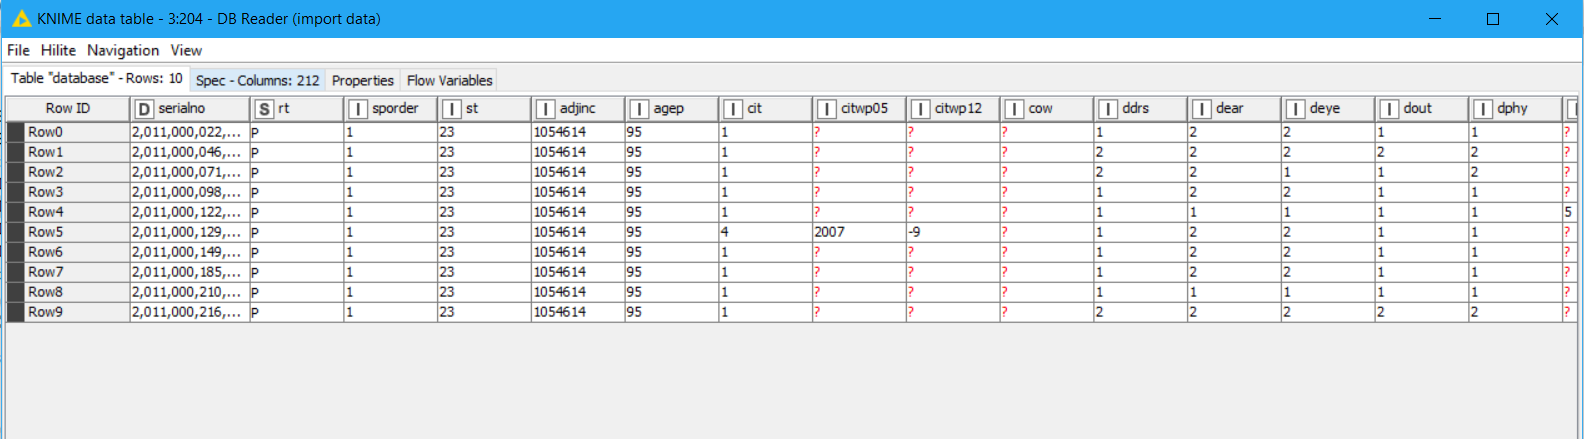 KNIME data table - 3:204 - DB Reader (import data)
File Hilite Navigation View
Table "database" - Rows: 10 Spec - Columns: 212 Properties Flow Variables
Row ID D serialno S rt I sporder I st I adjinc I agep I cit I citwp05 I citwp12 I cow I ddrs I dear I deye I dout I dphy
Row0 2,011,000,022,... P 1 23 1054614 95 1 ? ? ? 1 2 2 1 1 ?
Row1 2,011,000,046,... P 1 23 1054614 95 1 ? ? ? 2 2 2 2 2 ?
Row2 2,011,000,071,... P 1 23 1054614 95 1 ? ? ? 2 2 1 1 2 ?
Row3 2,011,000,098,... P 1 23 1054614 95 1 ? ? ? 1 2 2 1 1 ?
Row4 2,011,000,122,... P 1 23 1054614 95 1 ? ? ? 1 1 1 1 1 5
Row5 2,011,000,129,... P 1 23 1054614 95 4 2007 -9 ? 1 2 2 1 1 ?
Row6 2,011,000,149,... P 1 23 1054614 95 1 ? ? ? 1 2 2 1 1 ?
Row7 2,011,000,185,... P 1 23 1054614 95 1 ? ? ? 1 2 2 1 1 ?
Row8 2,011,000,210,... P 1 23 1054614 95 1 ? ? ? 1 1 1 1 1 ?
Row9 2,011,000,216,... P 1 23 1054614 95 1 ? ? ? 2 2 2 2 2 ?